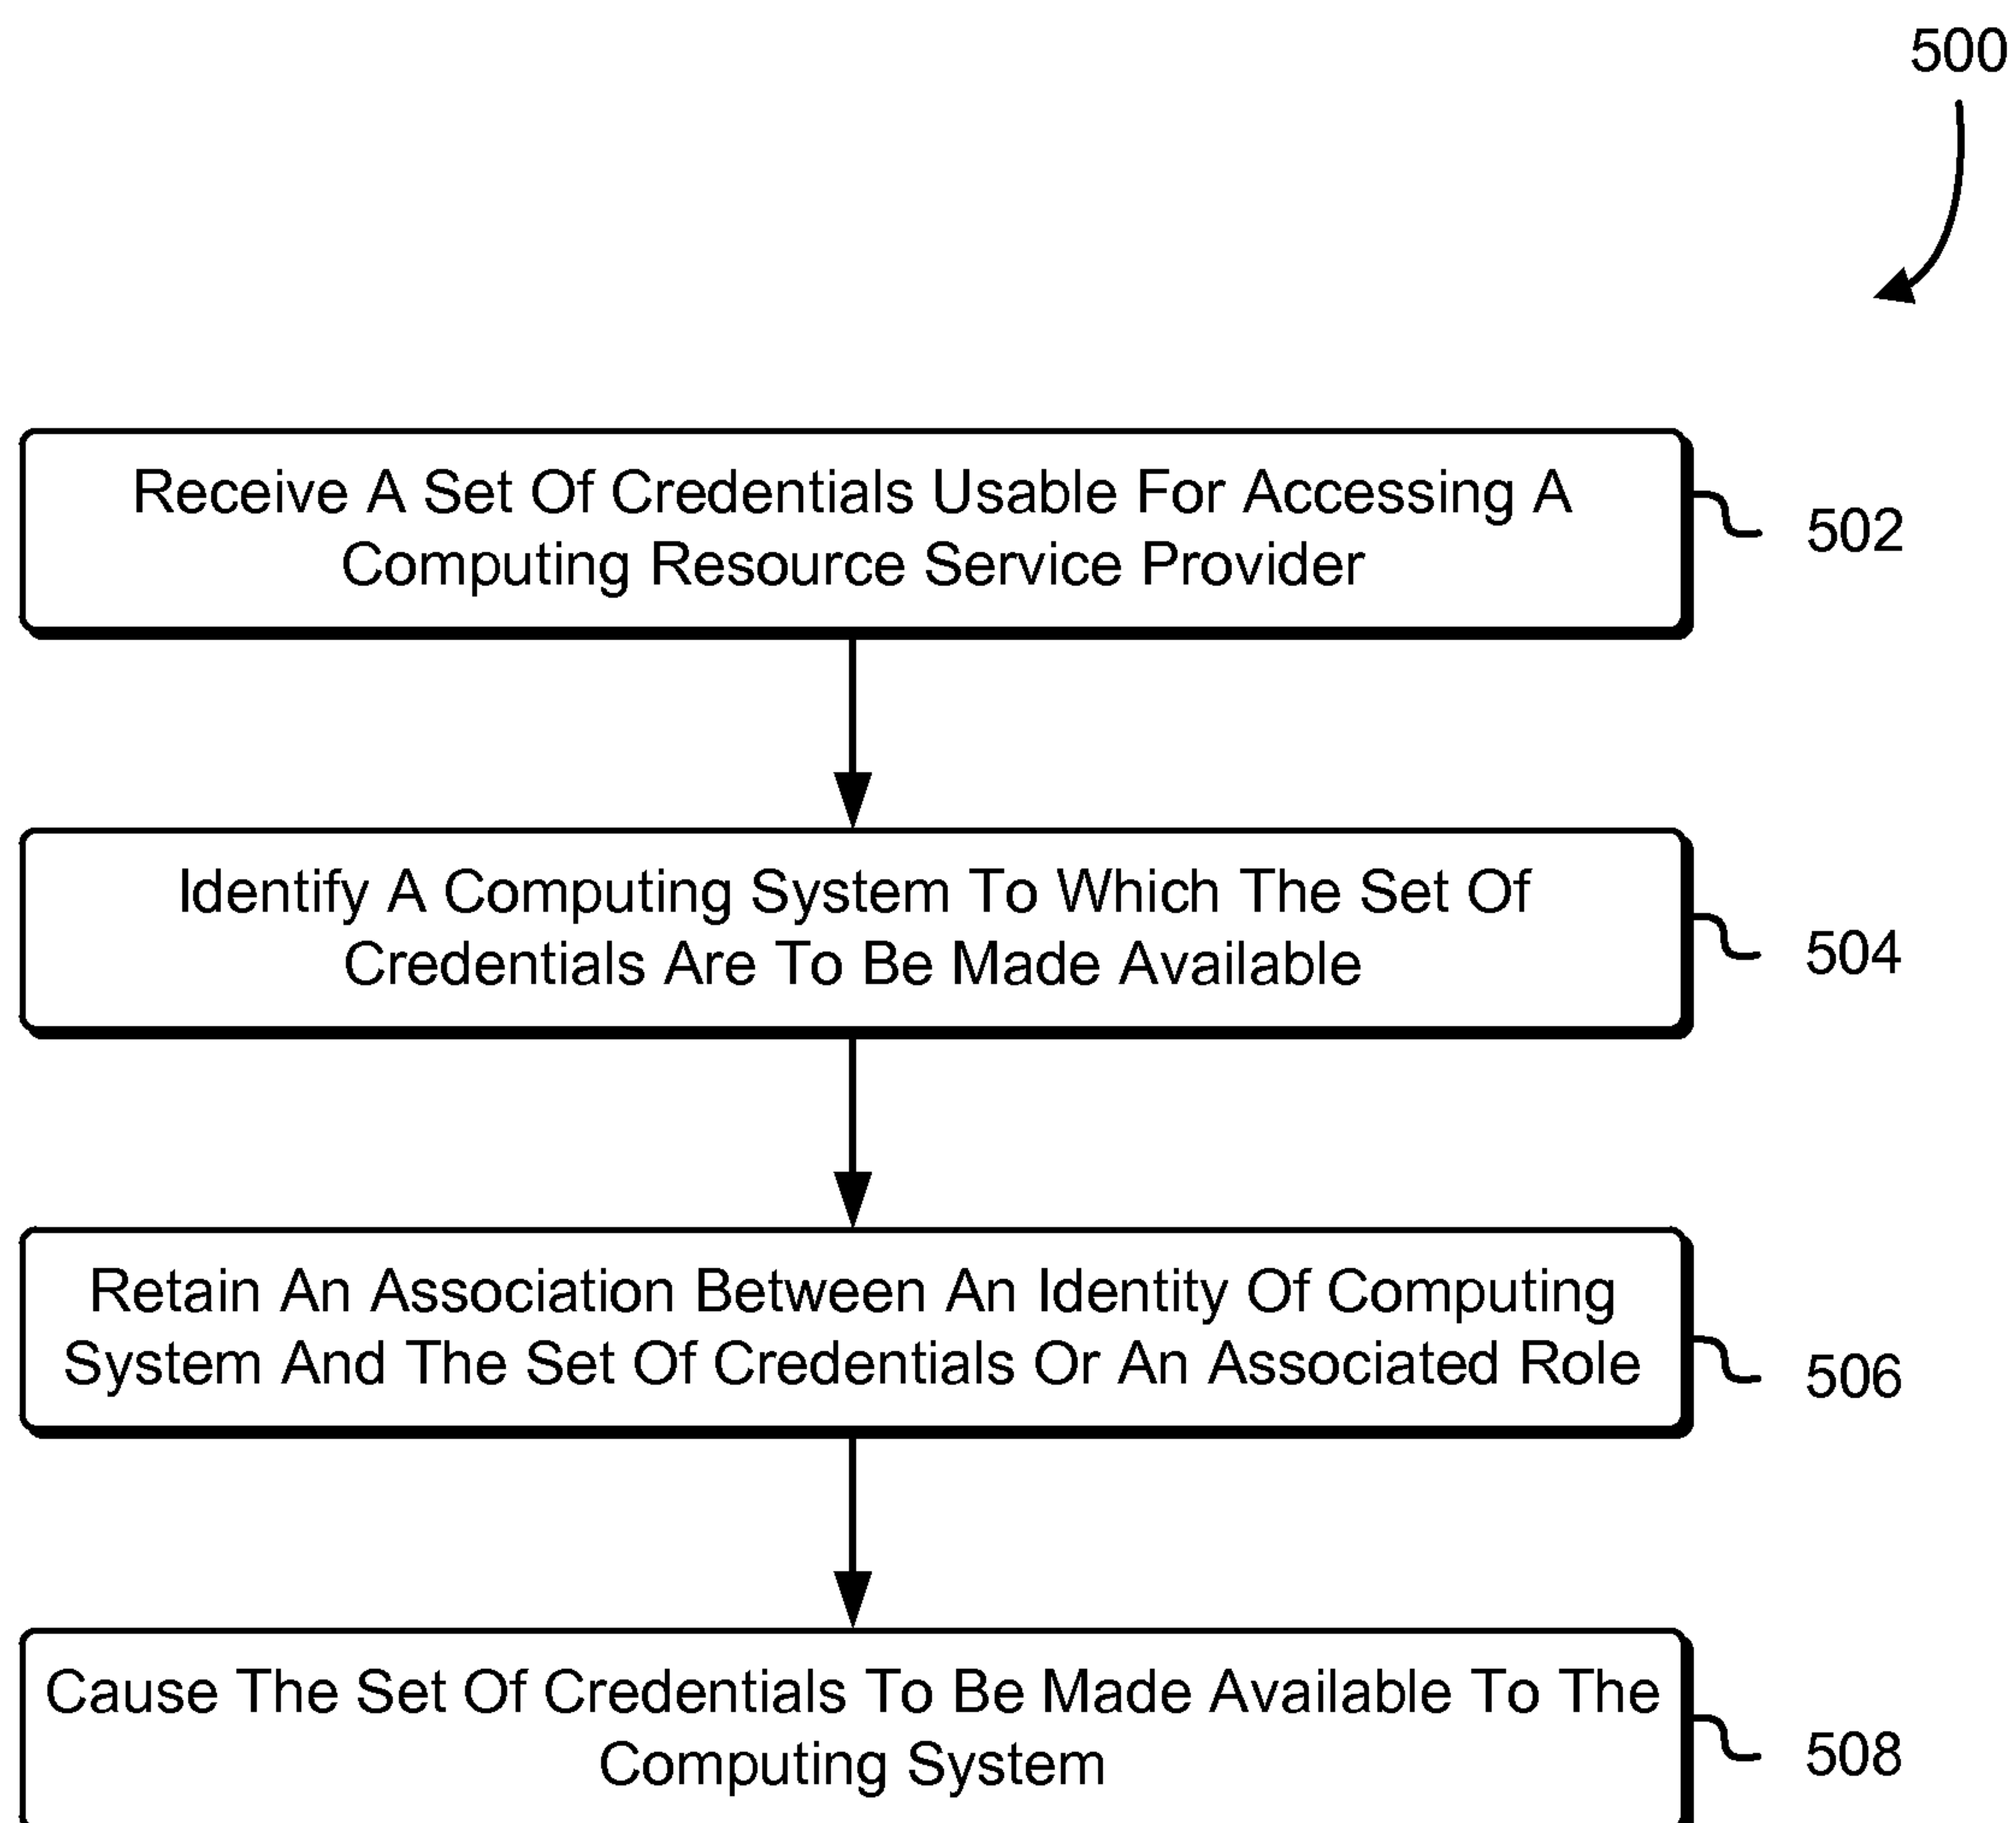 500
Receive A Set Of Credentials Usable For Accessing A
Computing Resource Service Provider
502
Identify A Computing System To Which The Set Of
Credentials Are To Be Made Available
504
Retain An Association Between An Identity Of Computing
System And The Set Of Credentials Or An Associated Role
506
Cause The Set Of Credentials To Be Made Available To The
Computing System
508